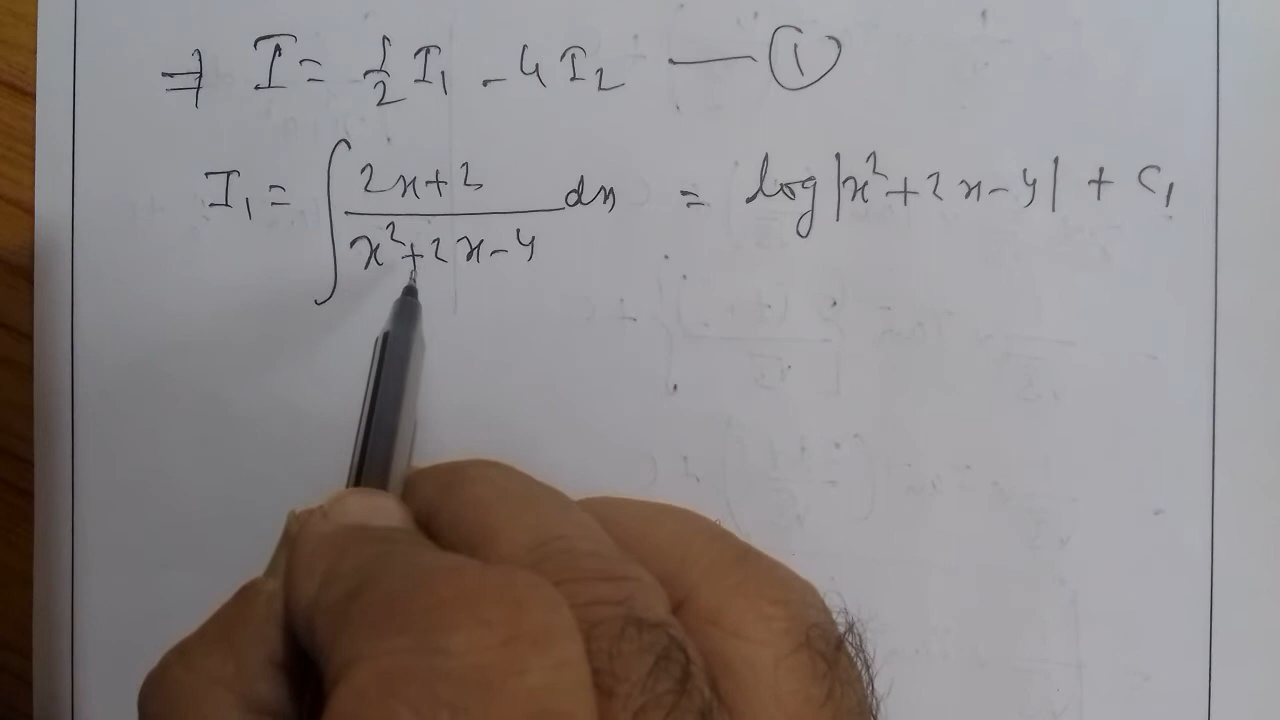 ⇒ I = 1/2 I₁ - 4 I₂ — ①
I₁ = ∫ (2x+2)/(x²+2x-4) dx = log|x²+2x-4| + C₁